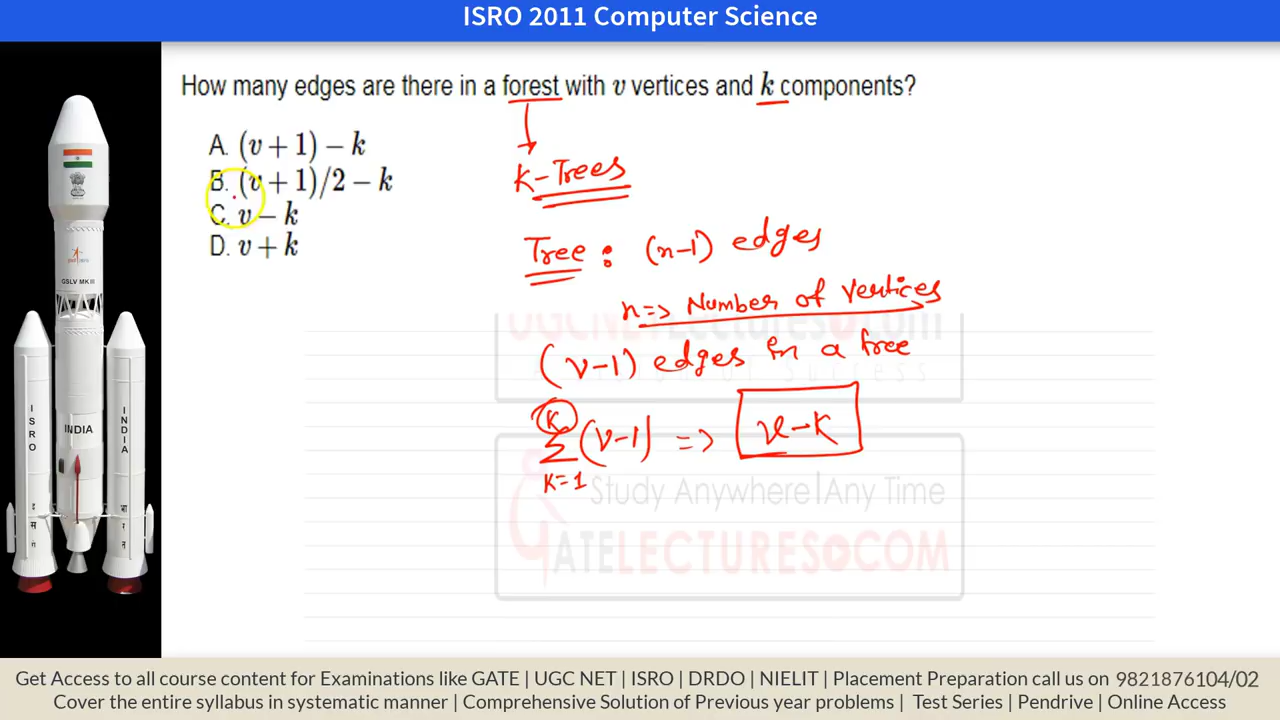 ISRO 2011 Computer Science
How many edges are there in a forest with v vertices and k components?
A. (v + 1) − k
B. (v + 1)/2 − k
C. v − k
D. v + k
K-Trees
Tree : (n-1) edges
n => Number of vertices
(v-1) edges in a tree
K
Σ (v-1) => v-K
K=1
Study Anywhere|Any Time
GATELECTURES.COM
GSLV MK III
INDIA
ISRO
INDIA
Get Access to all course content for Examinations like GATE | UGC NET | ISRO | DRDO | NIELIT | Placement Preparation call us on 9821876104/02
Cover the entire syllabus in systematic manner | Comprehensive Solution of Previous year problems | Test Series | Pendrive | Online Access